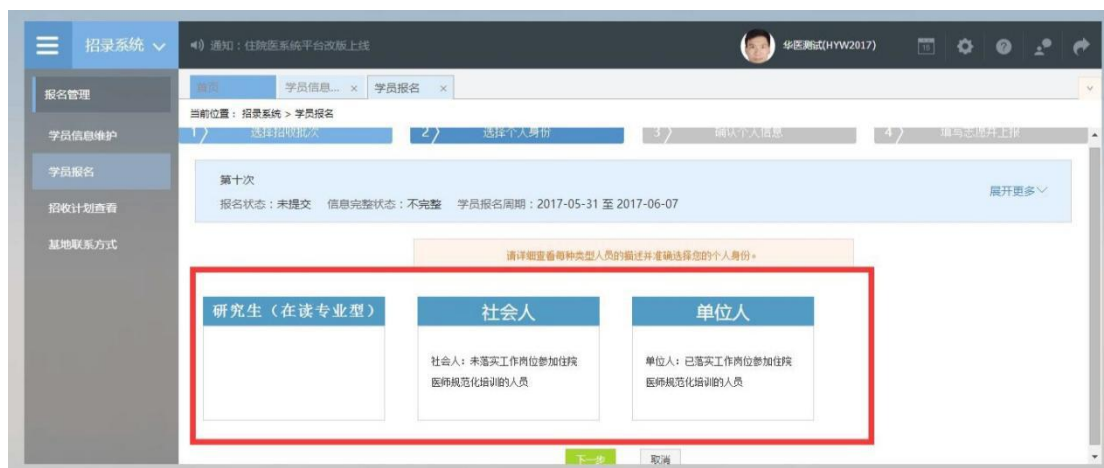 招录系统
通知：住院医系统平台改版上线
华医测试(HYW2017)
报名管理
学员信息维护
学员报名
招收计划查看
基地联系方式
首页
学员信息... ×
学员报名 ×
当前位置：招录系统 > 学员报名
1 选择招收批次
2 选择个人身份
3 确认个人信息
4 填写志愿并上报
第十次
报名状态：未提交 信息完整状态：不完整 学员报名周期：2017-05-31 至 2017-06-07
展开更多
请详细查看每种类型人员的描述并准确选择您的个人身份。
研究生（在读专业型）
社会人
社会人：未落实工作岗位参加住院
医师规范化培训的人员
单位人
单位人：已落实工作岗位参加住院
医师规范化培训的人员
下一步
取消